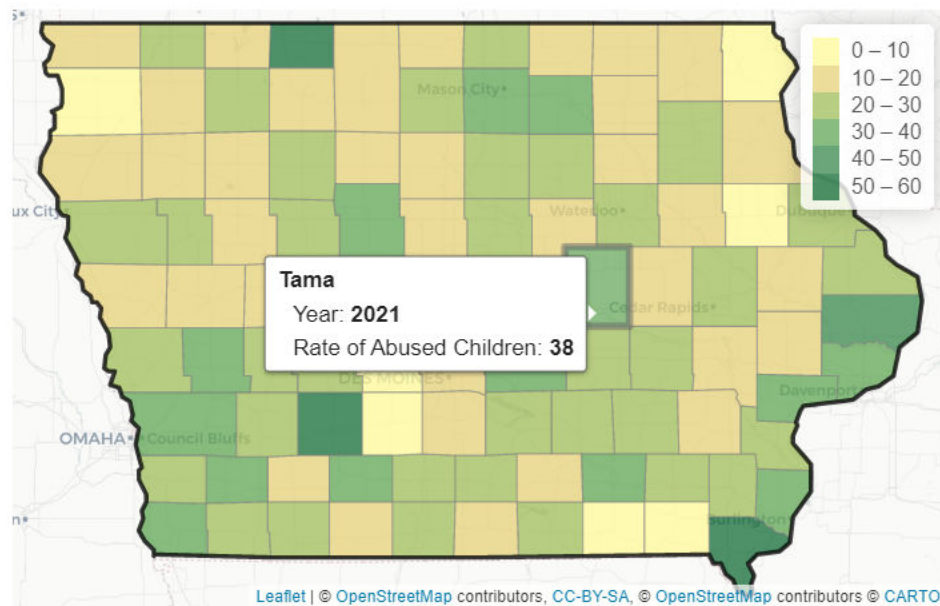 0 – 10
10 – 20
20 – 30
30 – 40
40 – 50
50 – 60
Mason City
ux City
Waterloo
Dubuque
Tama
Year: 2021
Rate of Abused Children: 38
Cedar Rapids
DES MOINES
Davenport
OMAHA
Council Bluffs
Burlington
Leaflet | © OpenStreetMap contributors, CC-BY-SA, © OpenStreetMap contributors © CARTO